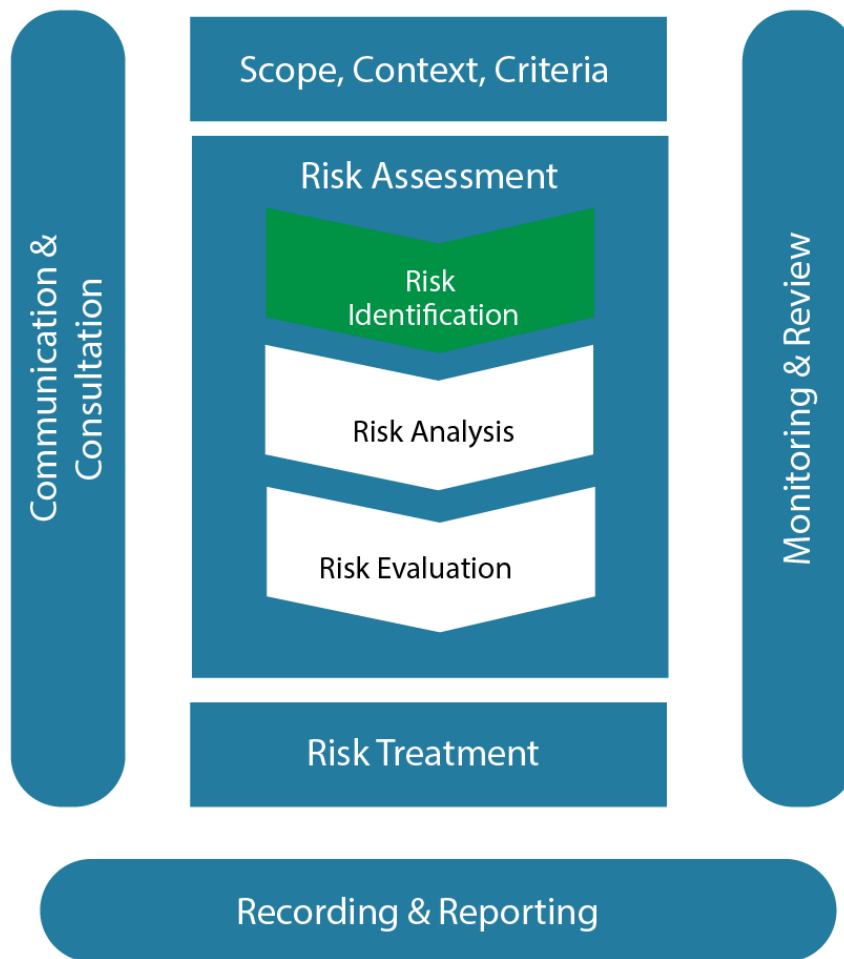 Scope, Context, Criteria
Risk Assessment
Risk
Identification
Risk Analysis
Risk Evaluation
Risk Treatment
Communication &
Consultation
Monitoring & Review
Recording & Reporting